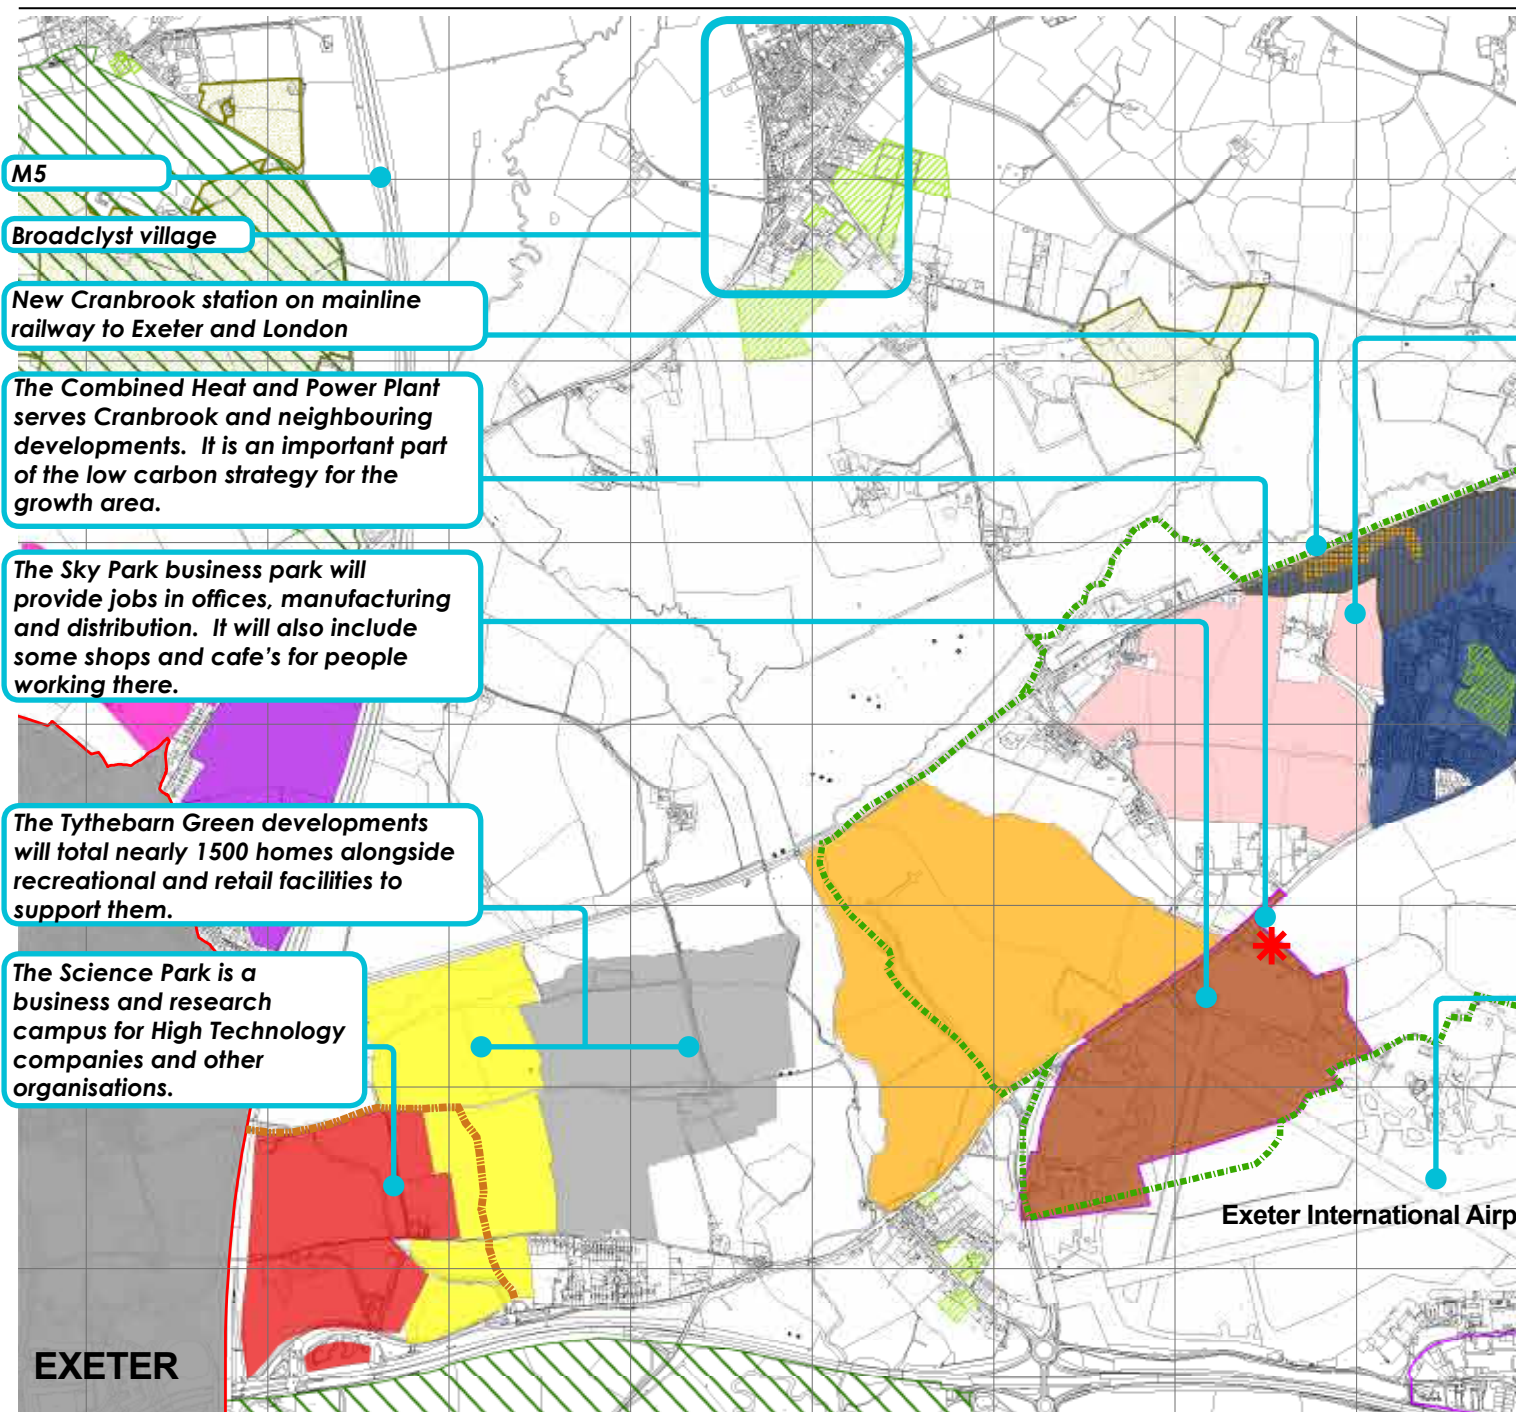 M5
Broadclyst village
New Cranbrook station on mainline
railway to Exeter and London
The Combined Heat and Power Plant
serves Cranbrook and neighbouring
developments.  It is an important part
of the low carbon strategy for the
growth area.
The Sky Park business park will
provide jobs in offices, manufacturing
and distribution.  It will also include
some shops and cafe's for people
working there.
The Tythebarn Green developments
will total nearly 1500 homes alongside
recreational and retail facilities to
support them.
The Science Park is a
business and research
campus for High Technology
companies and other
organisations.
Exeter International Airp
EXETER